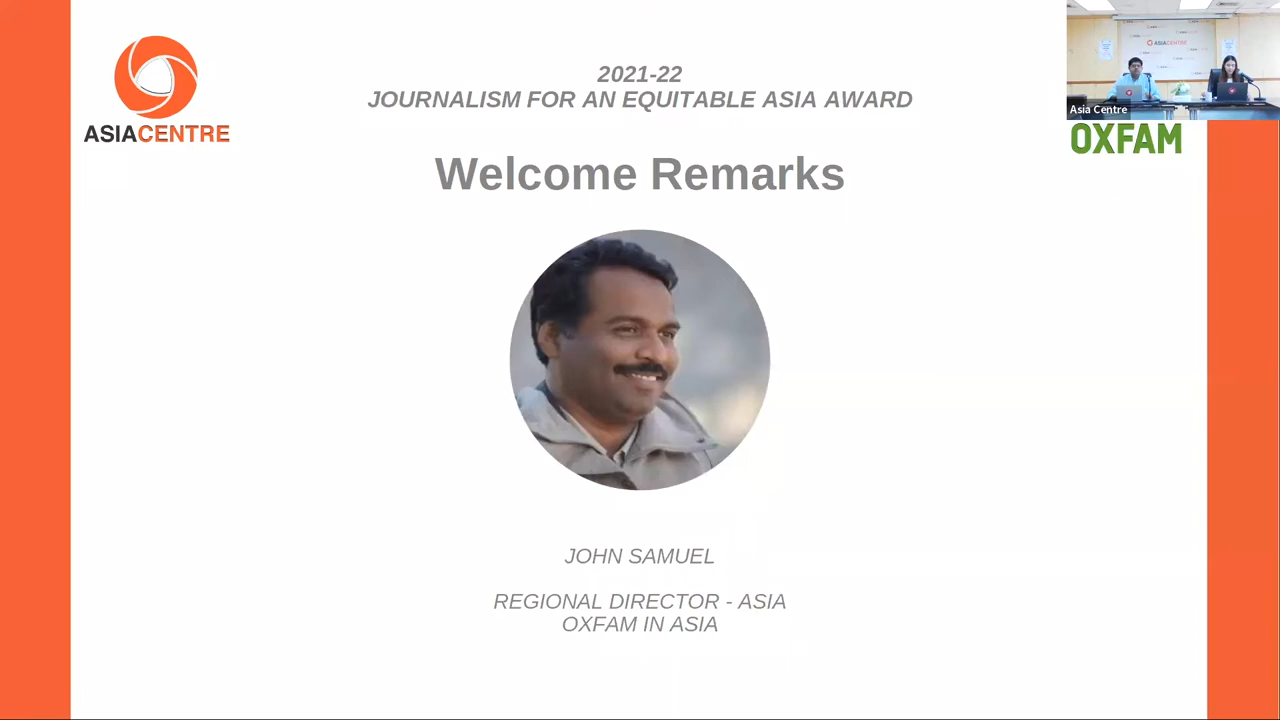 2021-22
JOURNALISM FOR AN EQUITABLE ASIA AWARD
ASIACENTRE
ASIACENTRE
Asia Centre
OXFAM
Welcome Remarks
JOHN SAMUEL
REGIONAL DIRECTOR - ASIA
OXFAM IN ASIA